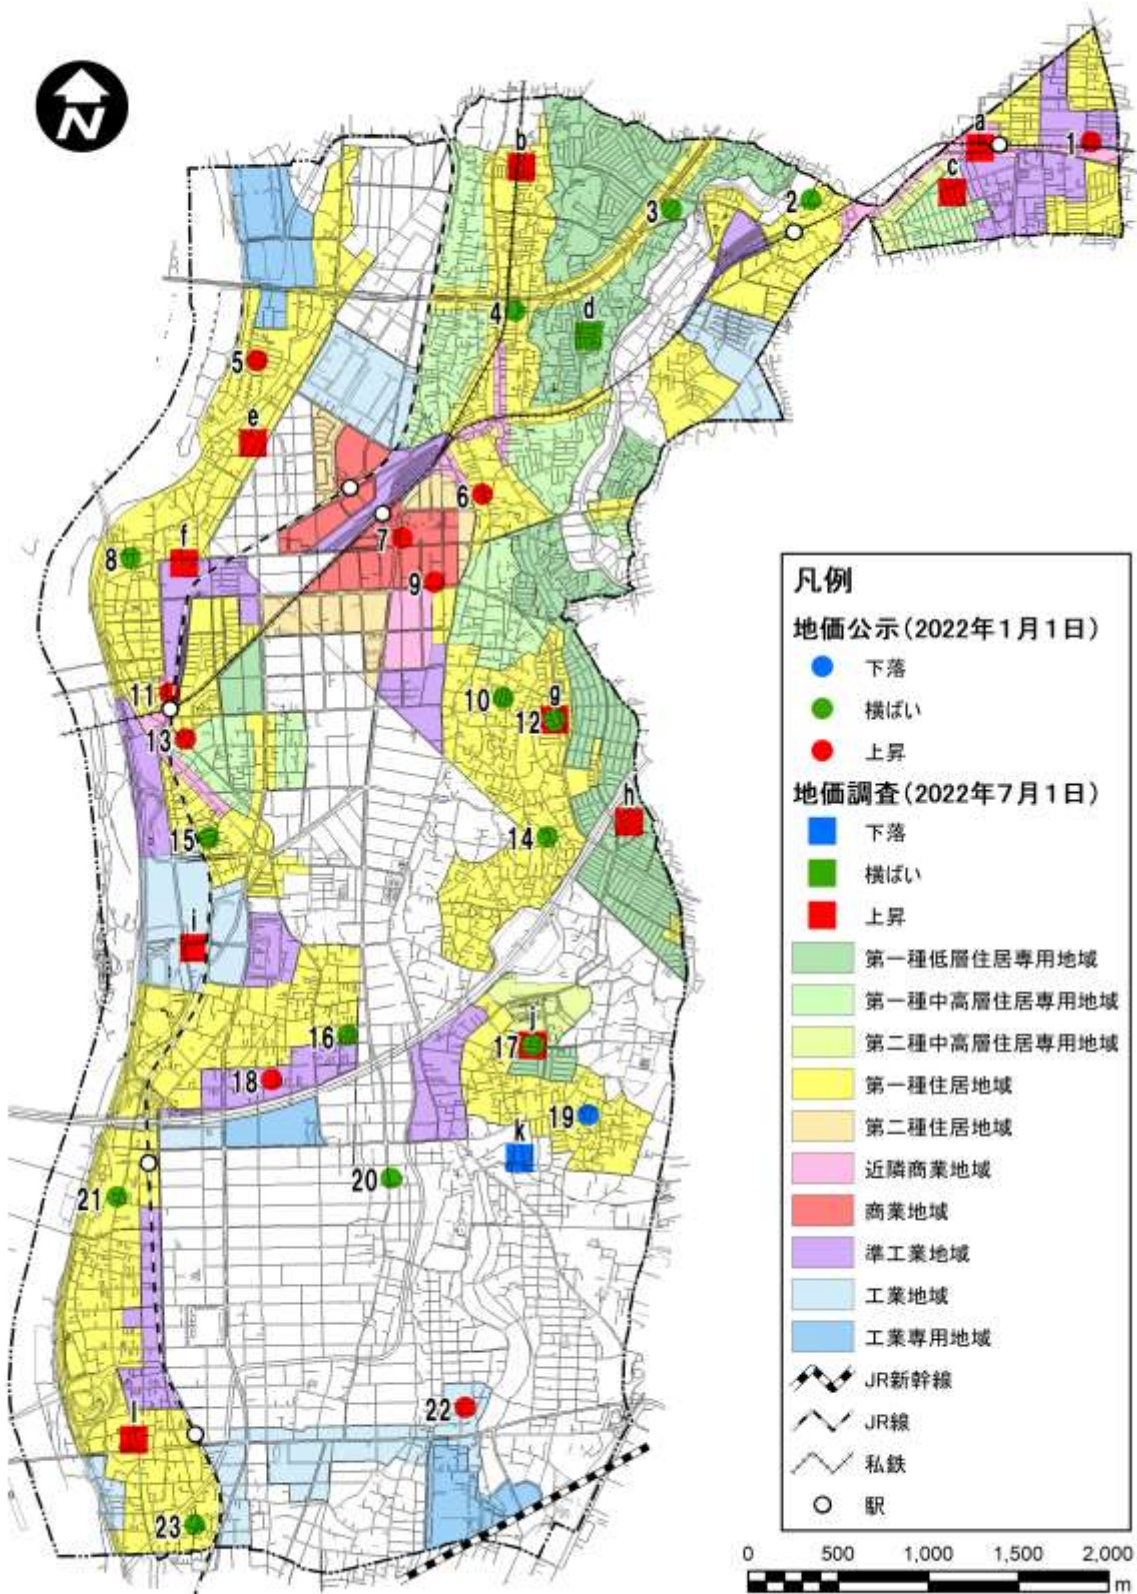 N
a
b
1
c
2
3
4
d
5
e
6
f
7
8
9
凡例
地価公示(2022年1月1日)
下落
横ばい
上昇
地価調査(2022年7月1日)
下落
横ばい
上昇
第一種低層住居専用地域
第一種中高層住居専用地域
第二種中高層住居専用地域
第一種住居地域
第二種住居地域
近隣商業地域
商業地域
準工業地域
工業地域
工業専用地域
JR新幹線
JR線
私鉄
駅
11
10
g
12
13
h
14
15
i
16
j
17
18
19
k
20
21
22
l
23
0 500 1,000 1,500 2,000
m